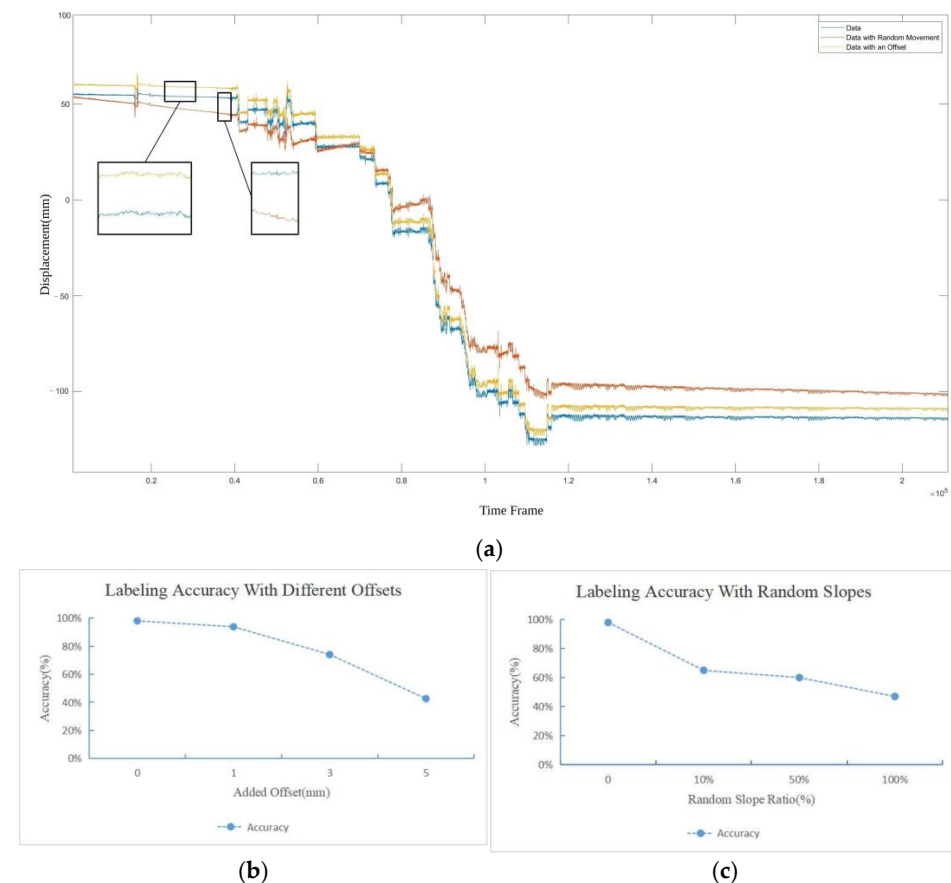 100
Data
Data with Random Movement
Data with an Offset
50
0
50
-50
-100
Displacement(mm)
0.2
0.4
0.6
0.8
1
1.2
1.4
1.6
1.8
2
×10⁵
Time Frame
(a)
Labeling Accuracy With Different Offsets
100%
80%
60%
40%
20%
0%
Accuracy(%)
0 1 3 5
Added Offset(mm)
Accuracy
(b)
Labeling Accuracy With Random Slopes
100%
80%
60%
40%
20%
0%
Accuracy(%)
0 10% 50% 100%
Random Slope Ratio(%)
Accuracy
(c)